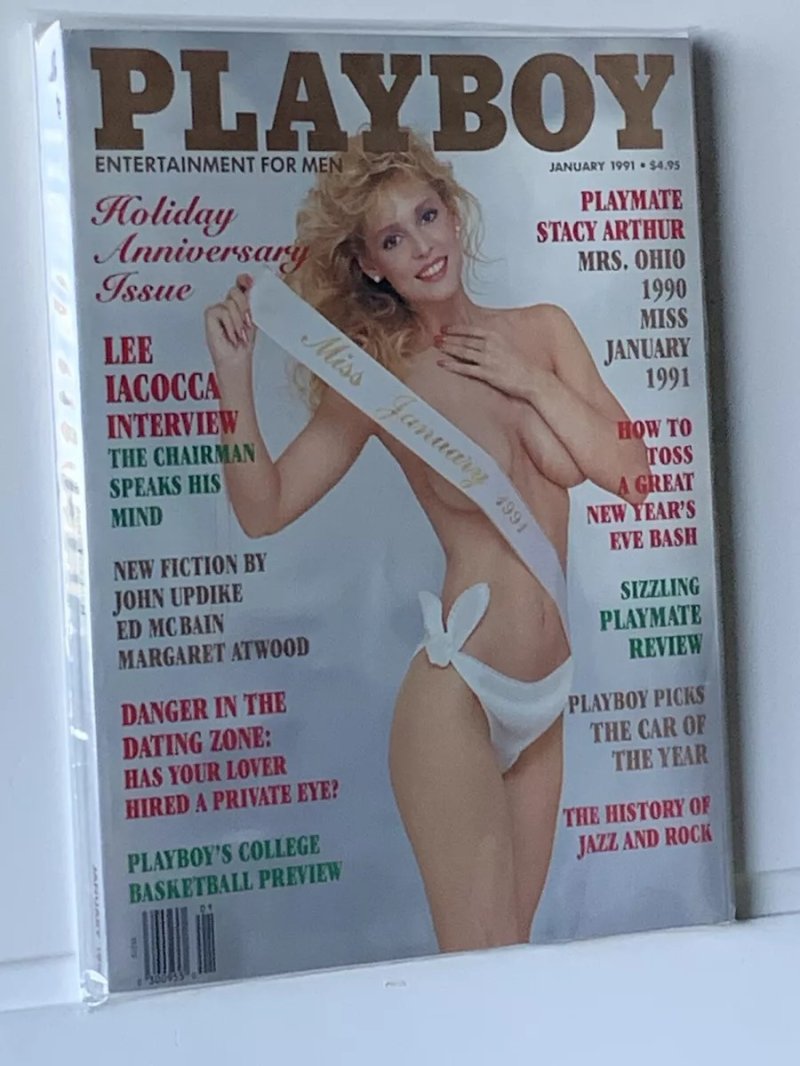 PLAYBOY
ENTERTAINMENT FOR MEN
JANUARY 1991 • $4.95
Holiday
Anniversary
Issue
LEE
IACOCCA
INTERVIEW
THE CHAIRMAN
SPEAKS HIS
MIND
NEW FICTION BY
JOHN UPDIKE
ED MCBAIN
MARGARET ATWOOD
DANGER IN THE
DATING ZONE:
HAS YOUR LOVER
HIRED A PRIVATE EYE?
PLAYBOY'S COLLEGE
BASKETBALL PREVIEW
Miss January 1991
PLAYMATE
STACY ARTHUR
MRS. OHIO
1990
MISS
JANUARY
1991
HOW TO
TOSS
A GREAT
NEW YEAR'S
EVE BASH
SIZZLING
PLAYMATE
REVIEW
PLAYBOY PICKS
THE CAR OF
THE YEAR
THE HISTORY OF
JAZZ AND ROCK
01